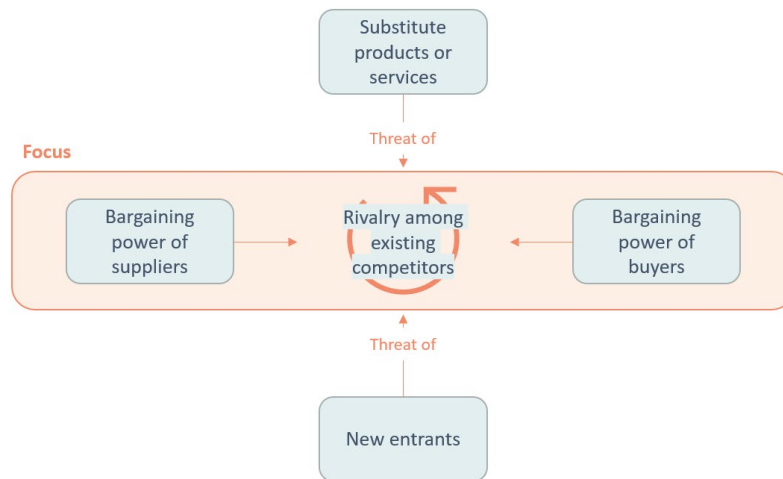 Substitute
products or
services
Threat of
Focus
Bargaining
power of
suppliers
Rivalry among
existing
competitors
Bargaining
power of
buyers
Threat of
New entrants